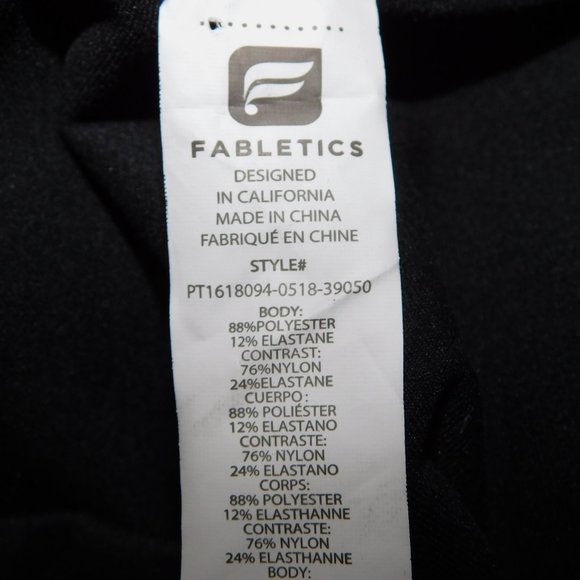 FABLETICS
DESIGNED
IN CALIFORNIA
MADE IN CHINA
FABRIQUÉ EN CHINE
STYLE#
PT1618094-0518-39050
BODY:
88%POLYESTER
12% ELASTANE
CONTRAST:
76%NYLON
24%ELASTANE
CUERPO:
88% POLIÉSTER
12% ELASTANO
CONTRASTE:
76% NYLON
24% ELASTANO
CORPS:
88% POLYESTER
12% ELASTHANNE
CONTRASTE:
76% NYLON
24% ELASTHANNE
BODY: